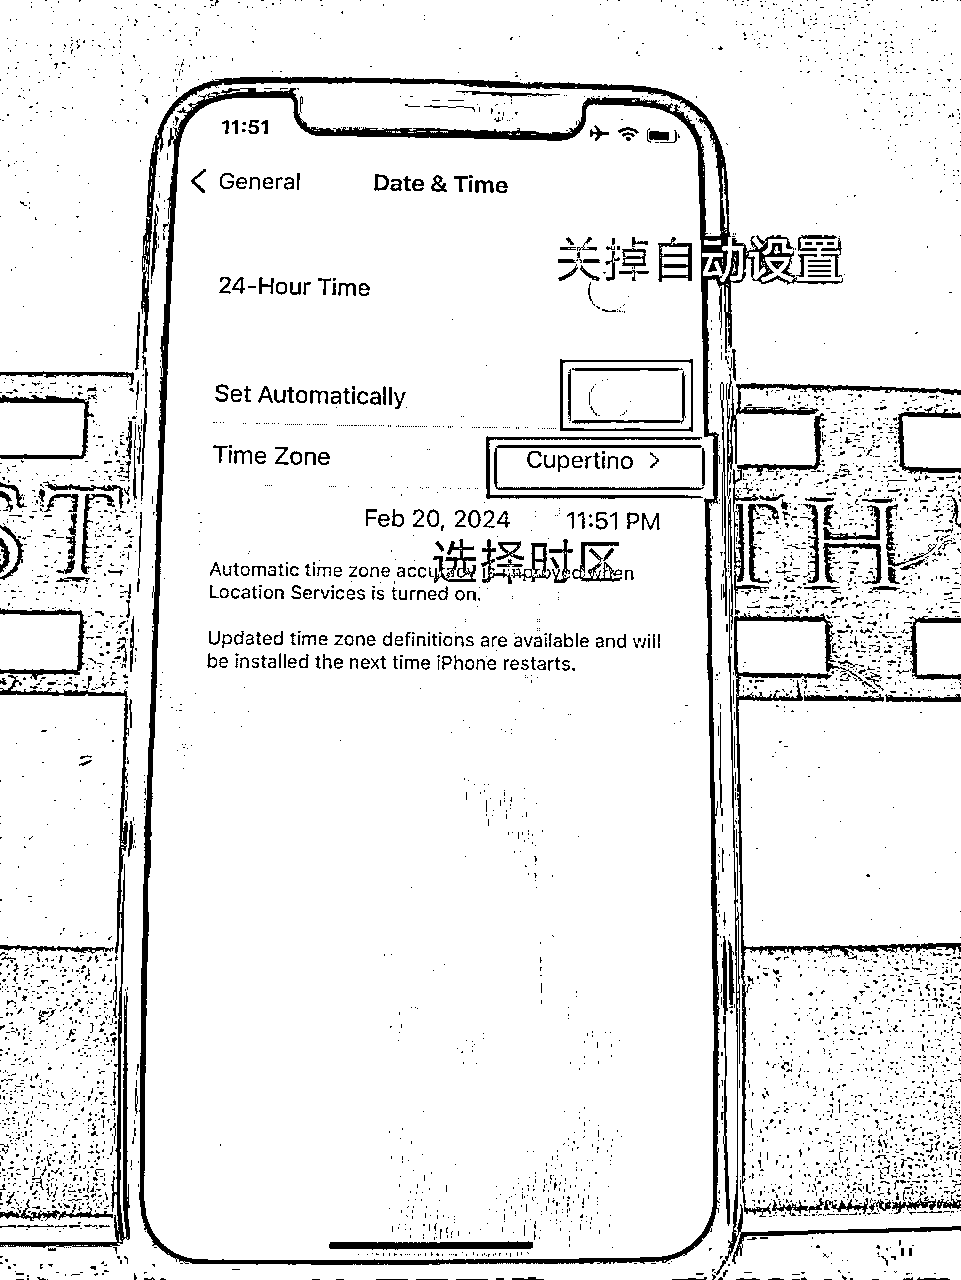 11:51
General
Date & Time
关掉自动设置
24-Hour Time
Set Automatically
Time Zone
Cupertino
Feb 20, 2024
11:51 PM
选择时区
Automatic time zone accuracy is improved when
Location Services is turned on.
Updated time zone definitions are available and will
be installed the next time iPhone restarts.
ST
TH